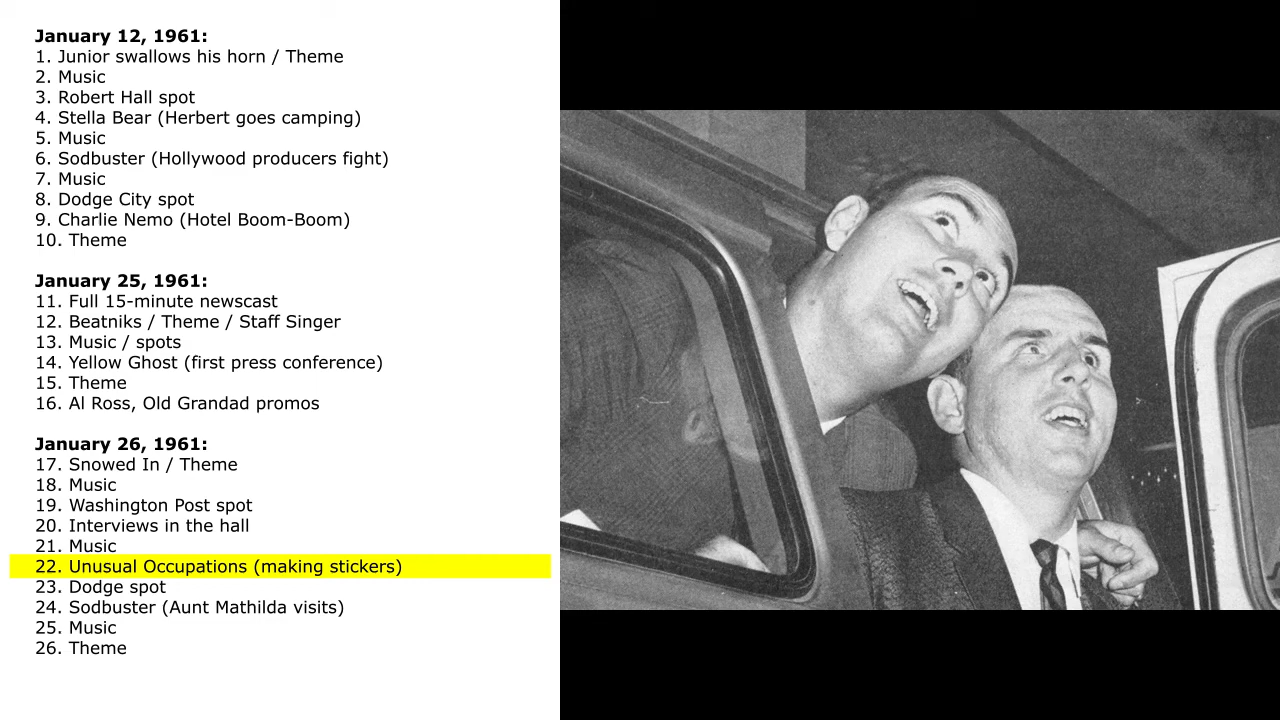 January 12, 1961:
1. Junior swallows his horn / Theme
2. Music
3. Robert Hall spot
4. Stella Bear (Herbert goes camping)
5. Music
6. Sodbuster (Hollywood producers fight)
7. Music
8. Dodge City spot
9. Charlie Nemo (Hotel Boom-Boom)
10. Theme
January 25, 1961:
11. Full 15-minute newscast
12. Beatniks / Theme / Staff Singer
13. Music / spots
14. Yellow Ghost (first press conference)
15. Theme
16. Al Ross, Old Grandad promos
January 26, 1961:
17. Snowed In / Theme
18. Music
19. Washington Post spot
20. Interviews in the hall
21. Music
22. Unusual Occupations (making stickers)
23. Dodge spot
24. Sodbuster (Aunt Mathilda visits)
25. Music
26. Theme